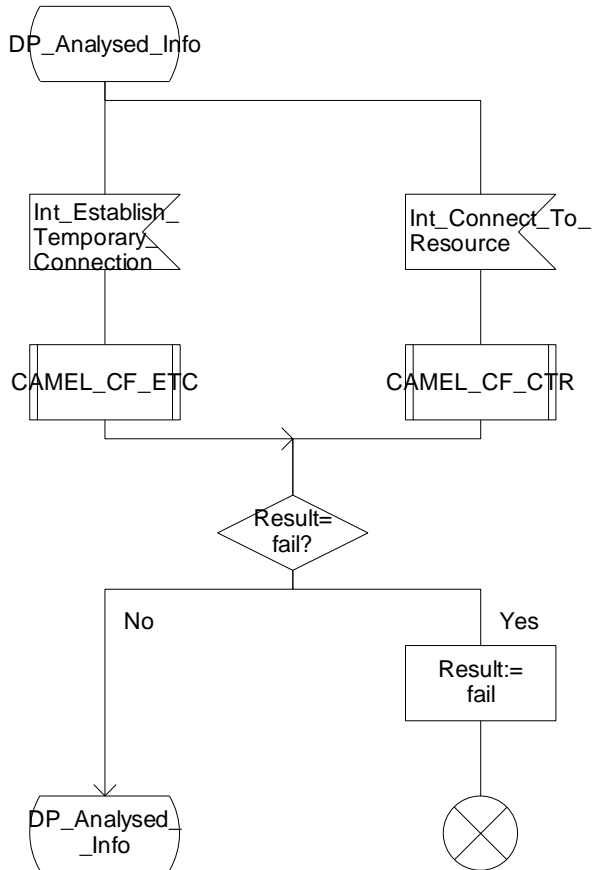 DP_Analysed_Info
Int_Establish_
Temporary_
Connection
Int_Connect_To_
Resource
CAMEL_CF_ETC
CAMEL_CF_CTR
Result=
fail?
No
Yes
Result:=
fail
DP_Analysed_
_Info